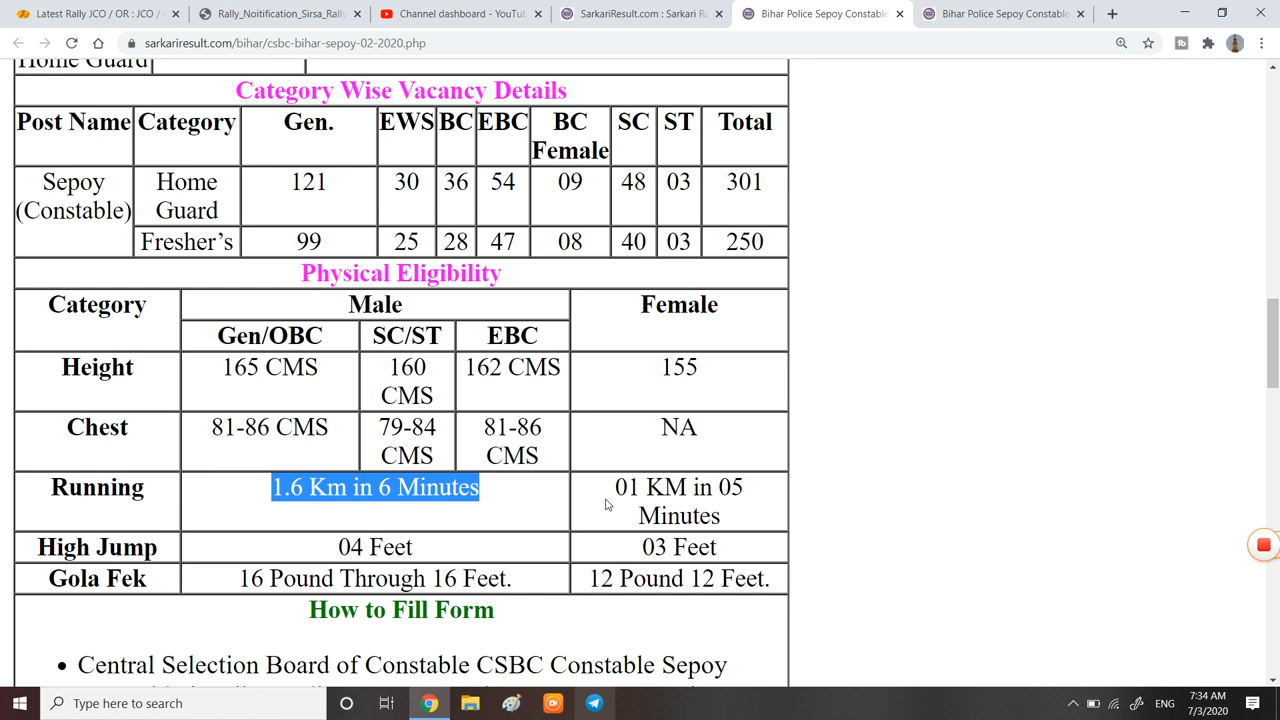 Latest Rally JCO / OR : JCO / O
Rally_Noitification_Sirsa_Rally
Channel dashboard - YouTu
SarkariResult.com : Sarkari R
Bihar Police Sepoy Constable
Bihar Police Sepoy Constable
sarkariresult.com/bihar/csbc-bihar-sepoy-02-2020.php
Home Guard
Category Wise Vacancy Details
Post Name Category Gen. EWS BC EBC BC Female SC ST Total
Sepoy (Constable) Home Guard 121 30 36 54 09 48 03 301
Fresher's 99 25 28 47 08 40 03 250
Physical Eligibility
Category Male Female
Gen/OBC SC/ST EBC
Height 165 CMS 160 CMS 162 CMS 155
Chest 81-86 CMS 79-84 CMS 81-86 CMS NA
Running 1.6 Km in 6 Minutes 01 KM in 05 Minutes
High Jump 04 Feet 03 Feet
Gola Fek 16 Pound Through 16 Feet. 12 Pound 12 Feet.
How to Fill Form
• Central Selection Board of Constable CSBC Constable Sepoy
Type here to search
ENG
7:34 AM
7/3/2020